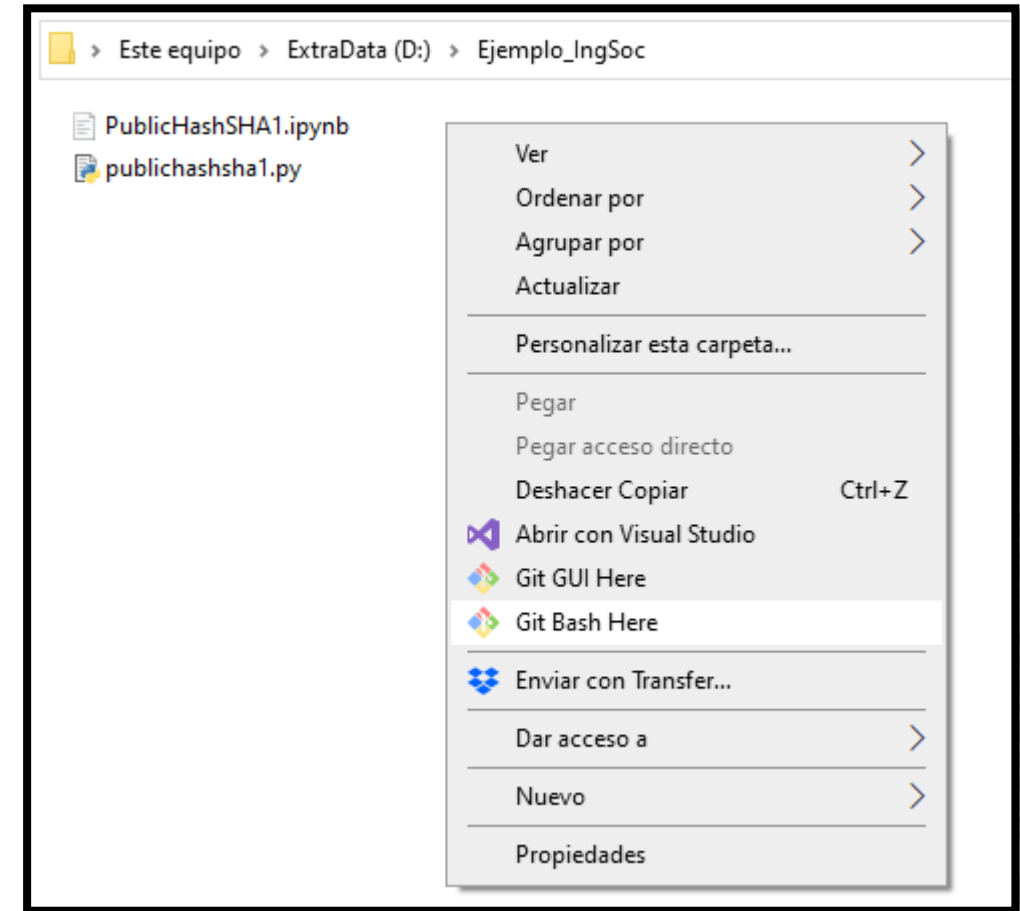 Este equipo > ExtraData (D:) > Ejemplo_IngSoc
PublicHashSHA1.ipynb
publichashsha1.py
Ver
Ordenar por
Agrupar por
Actualizar
Personalizar esta carpeta...
Pegar
Pegar acceso directo
Deshacer Copiar Ctrl+Z
Abrir con Visual Studio
Git GUI Here
Git Bash Here
Enviar con Transfer...
Dar acceso a
Nuevo
Propiedades